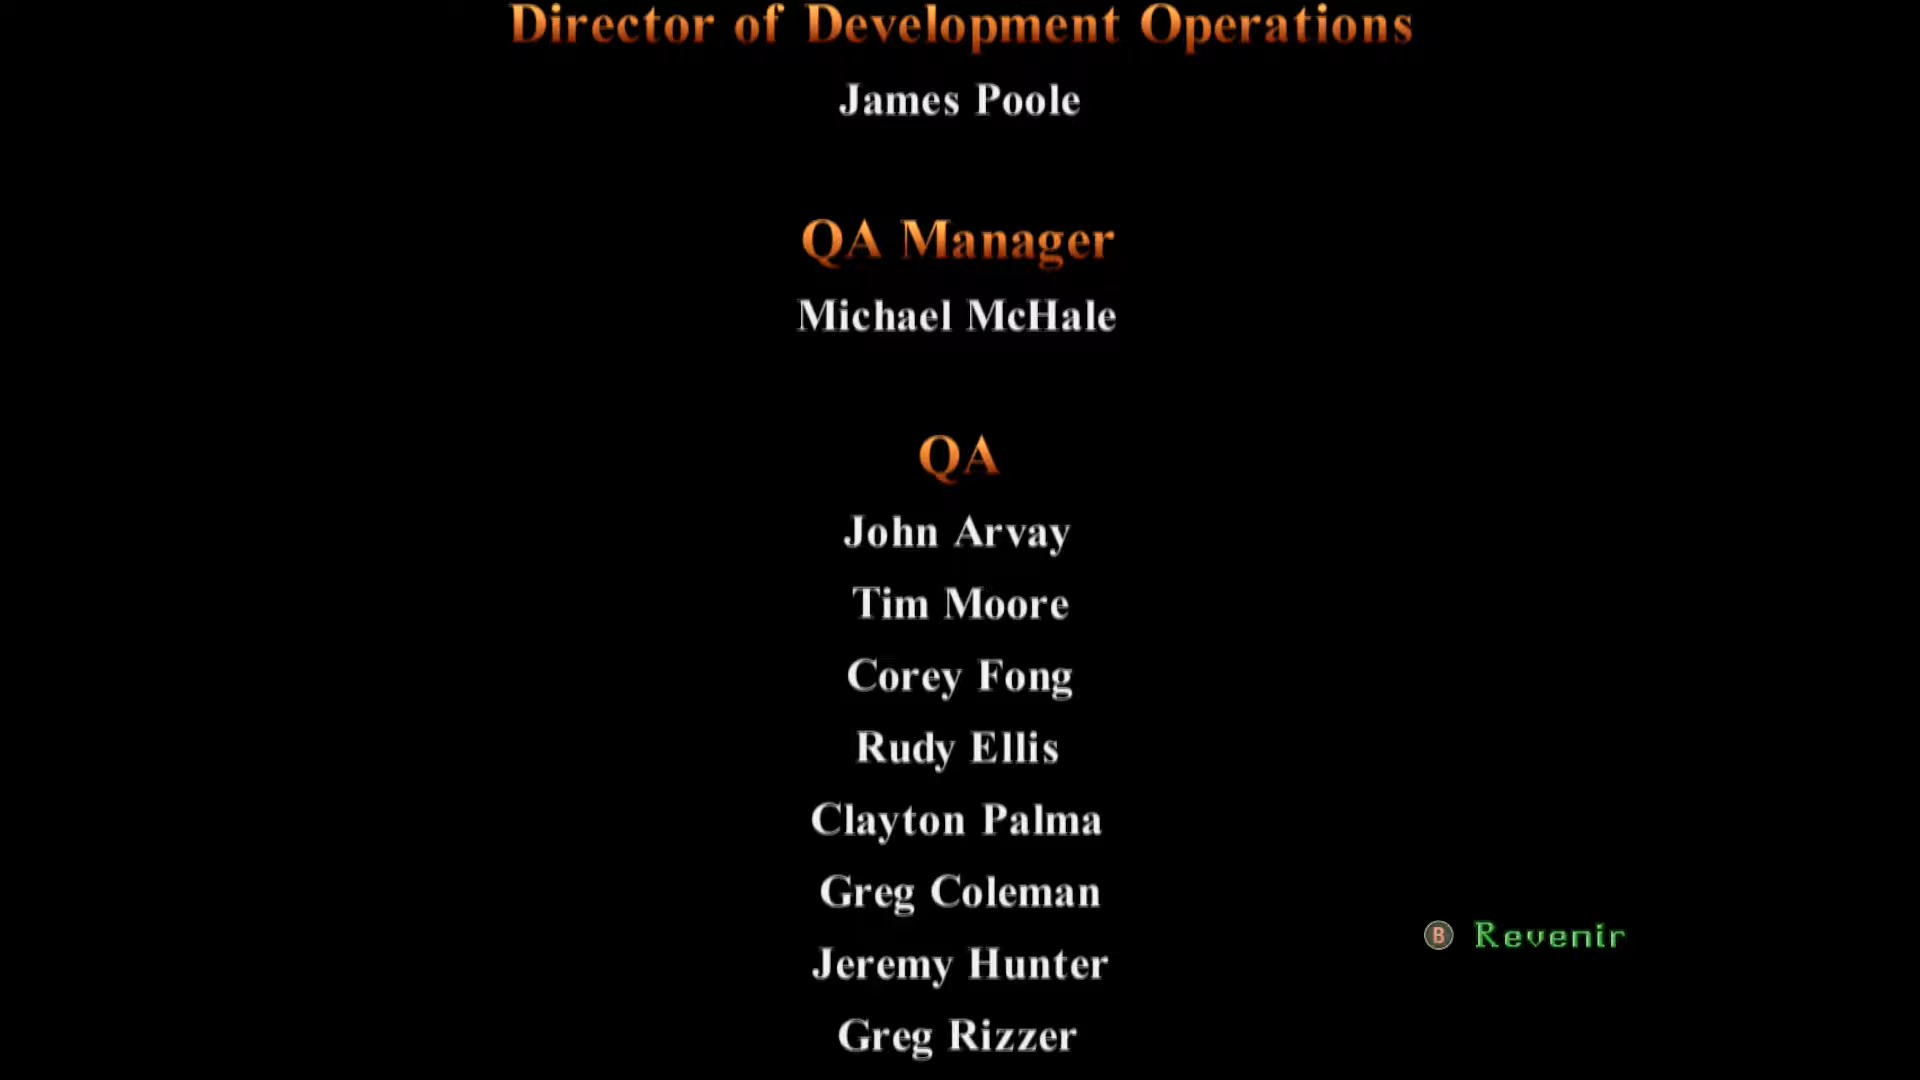 Director of Development Operations
James Poole
QA Manager
Michael McHale
QA
John Arvay
Tim Moore
Corey Fong
Rudy Ellis
Clayton Palma
Greg Coleman
B Revenir
Jeremy Hunter
Greg Rizzer